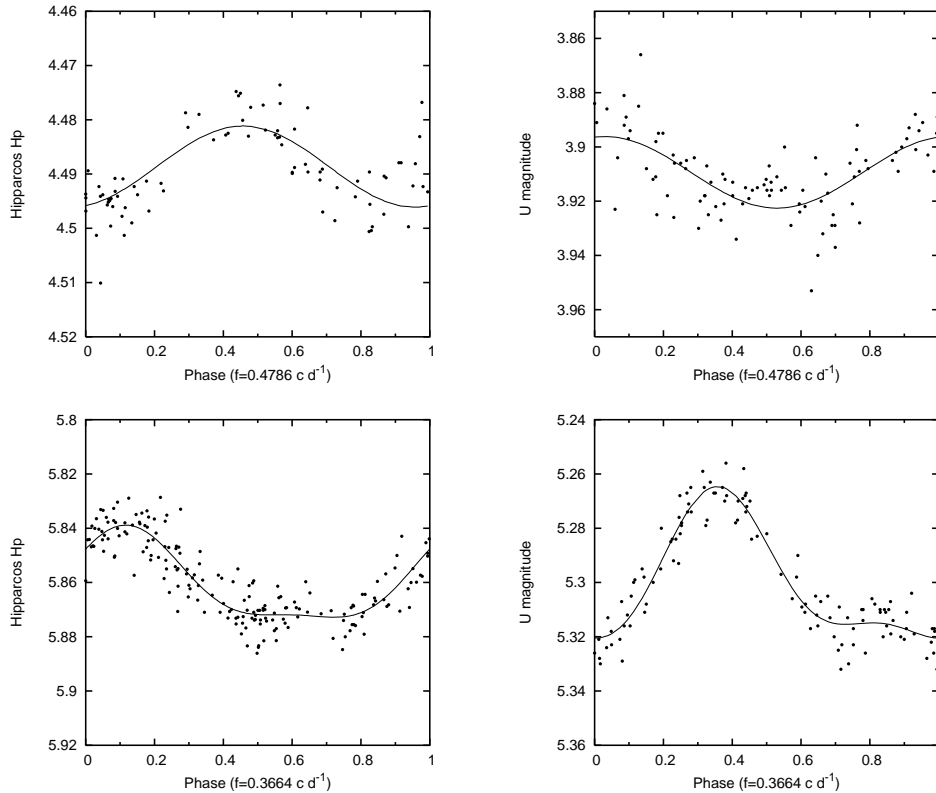 4.46
4.47
4.48
4.49
4.5
4.51
4.52
Hipparcos Hp
0 0.2 0.4 0.6 0.8 1
Phase (f=0.4786 c d⁻¹)
3.86
3.88
3.9
3.92
3.94
3.96
U magnitude
0 0.2 0.4 0.6 0.8
Phase (f=0.4786 c d⁻¹)
5.8
5.82
5.84
5.86
5.88
5.9
5.92
Hipparcos Hp
0 0.2 0.4 0.6 0.8 1
Phase (f=0.3664 c d⁻¹)
5.24
5.26
5.28
5.3
5.32
5.34
5.36
U magnitude
0 0.2 0.4 0.6 0.8
Phase (f=0.3664 c d⁻¹)